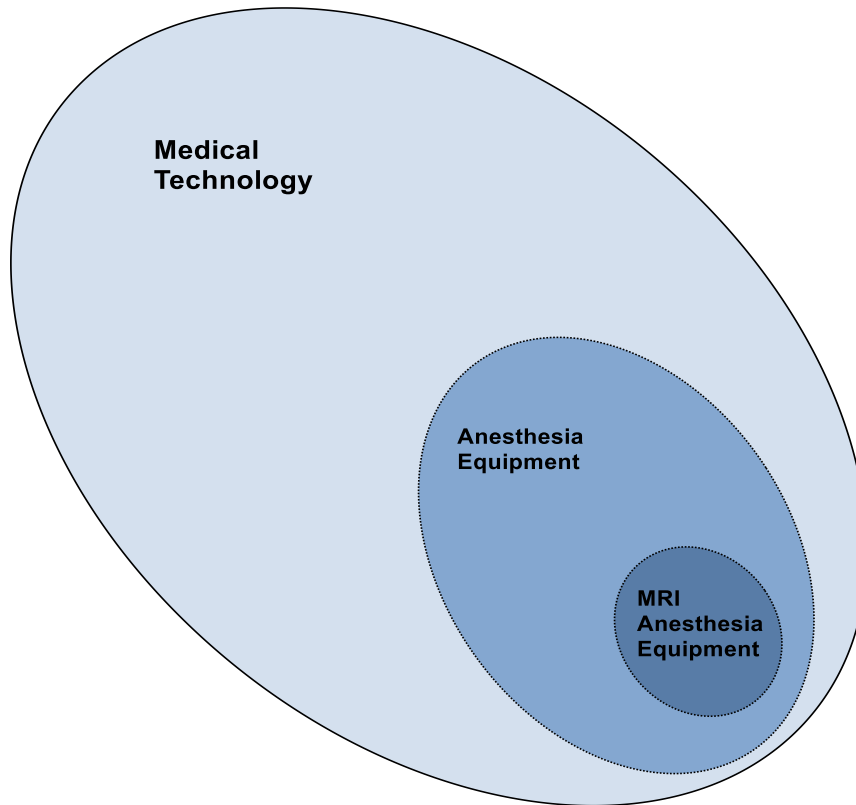 Medical
Technology
Anesthesia
Equipment
MRI
Anesthesia
Equipment